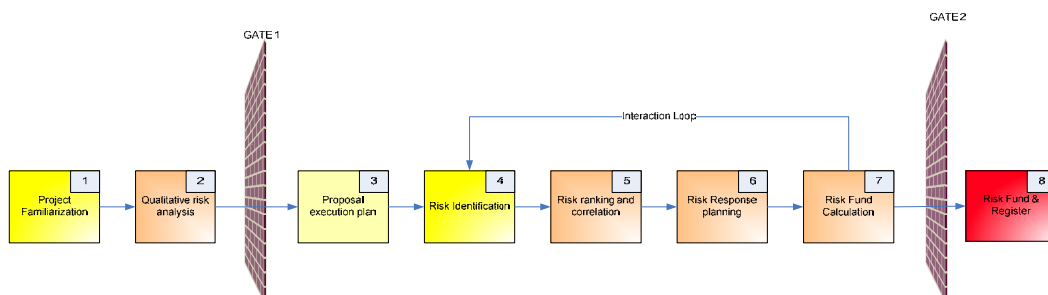 GATE 1
GATE 2
Interaction Loop
1
Project
Familiarization
2
Qualitative risk
analysis
3
Proposal
execution plan
4
Risk Identification
5
Risk ranking and
correlation
6
Risk Response
planning
7
Risk Fund
Calculation
8
Risk Fund &
Register